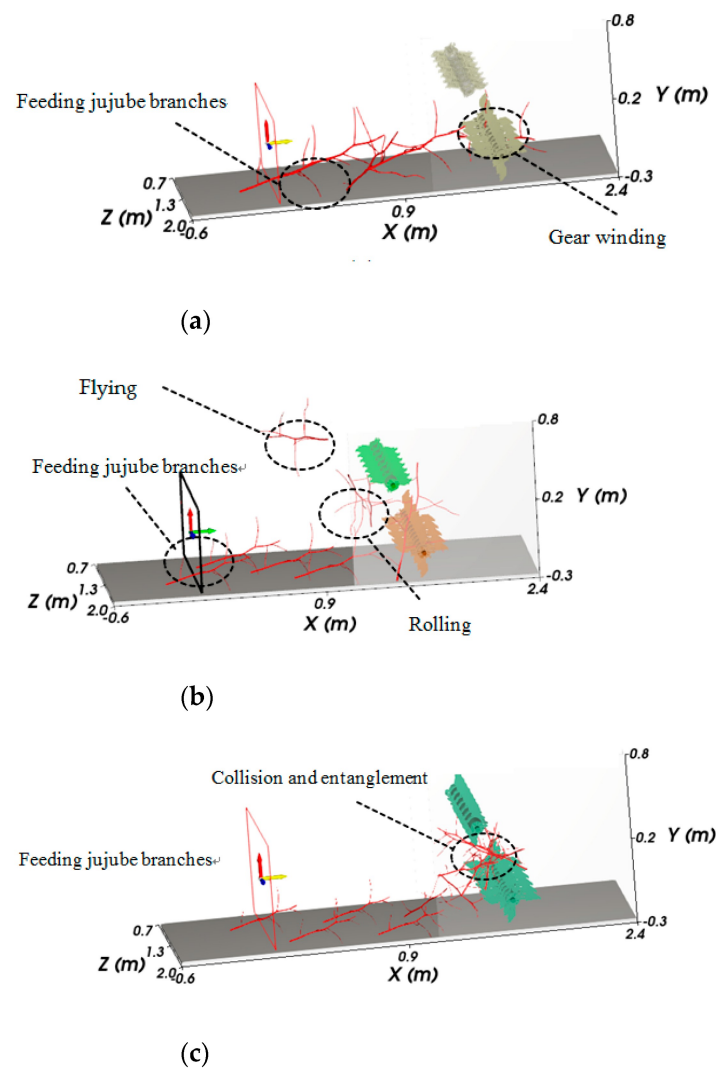 0.8
Feeding jujube branches
0.2
Y (m)
0.7
1.3
2.0
-0.6
Z (m)
0.9
X (m)
-0.3
2.4
Gear winding
(a)
Flying
0.8
Feeding jujube branches↵
0.2
Y (m)
0.7
1.3
2.0
-0.6
Z (m)
0.9
X (m)
-0.3
2.4
Rolling
(b)
0.8
Collision and entanglement
0.2
Y (m)
Feeding jujube branches↵
0.7
1.3
2.0
-0.6
Z (m)
0.9
X (m)
-0.3
2.4
(c)